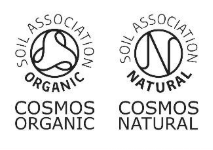 SOIL ASSOCIATION
ORGANIC
COSMOS
ORGANIC
SOIL ASSOCIATION
NATURAL
COSMOS
NATURAL